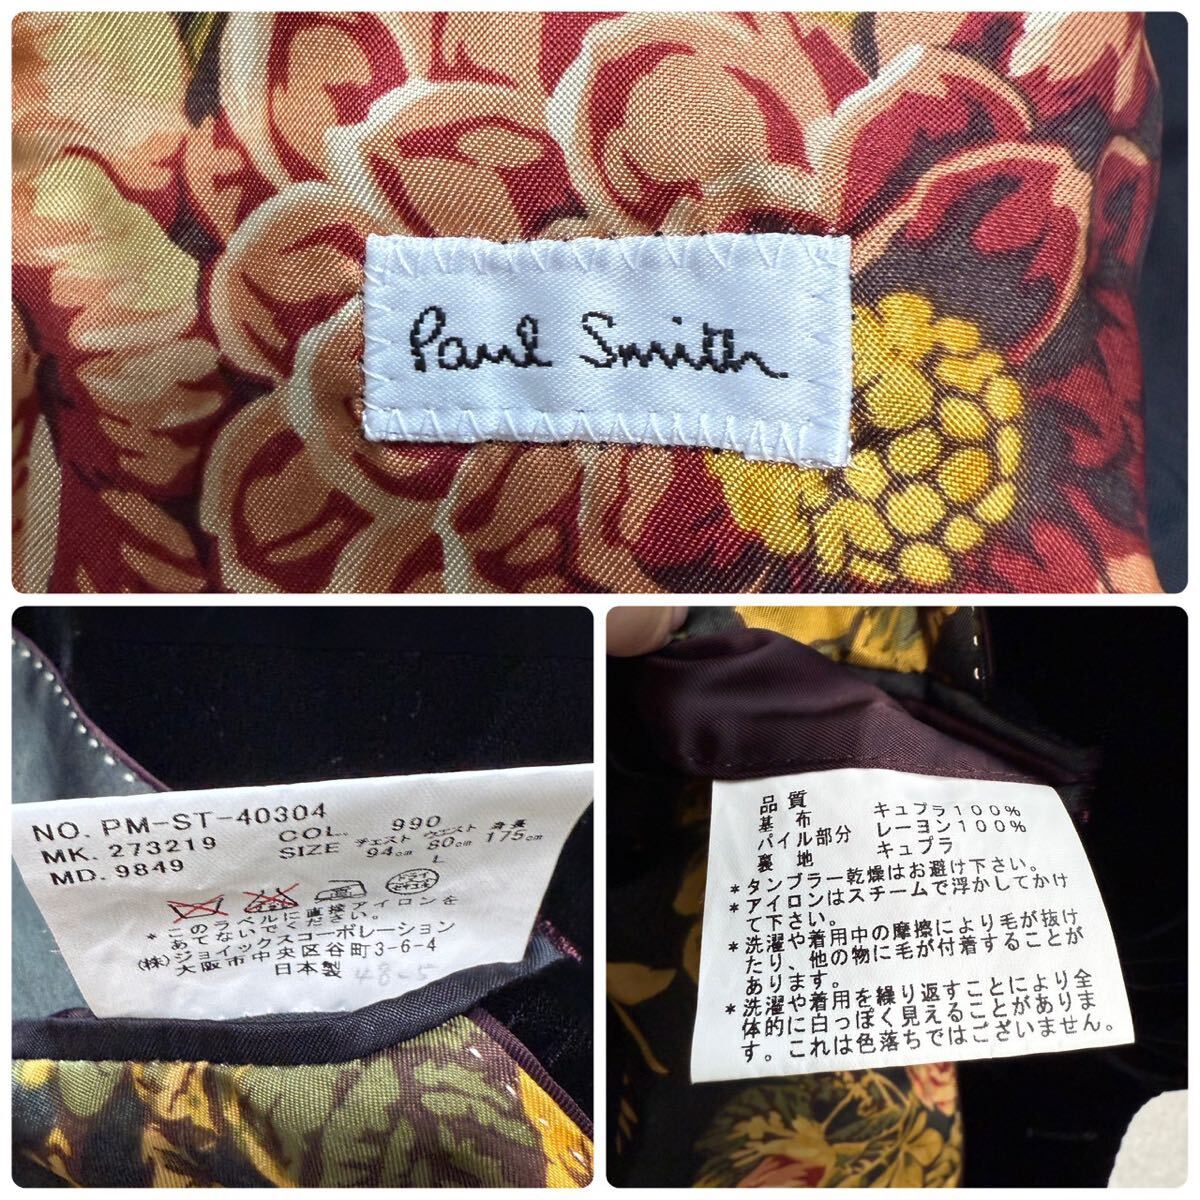 Paul Smith
NO. PM-ST-40304
MK. 273219 COL. 990
MD. 9849 SIZE チェスト ウエスト 身長
94cm 80cm 175cm
L
ドライ
セキユ系
*このラベルに直接アイロンを
あてないでください。
(株)ジョイックスコーポレーション
大阪市中央区谷町3-6-4
日本製
品質
基布 キュプラ100%
パイル部分 レーヨン100%
裏地 キュプラ
*タンブラー乾燥はお避け下さい。
*アイロンはスチームで浮かしてかけ
て下さい。
*洗濯や着用中の摩擦により毛が抜け
たり、他の物に毛が付着することが
あります。
*洗濯や着用を繰り返すことにより全
体的に白っぽく見えることがありま
す。これは色落ちではございません。